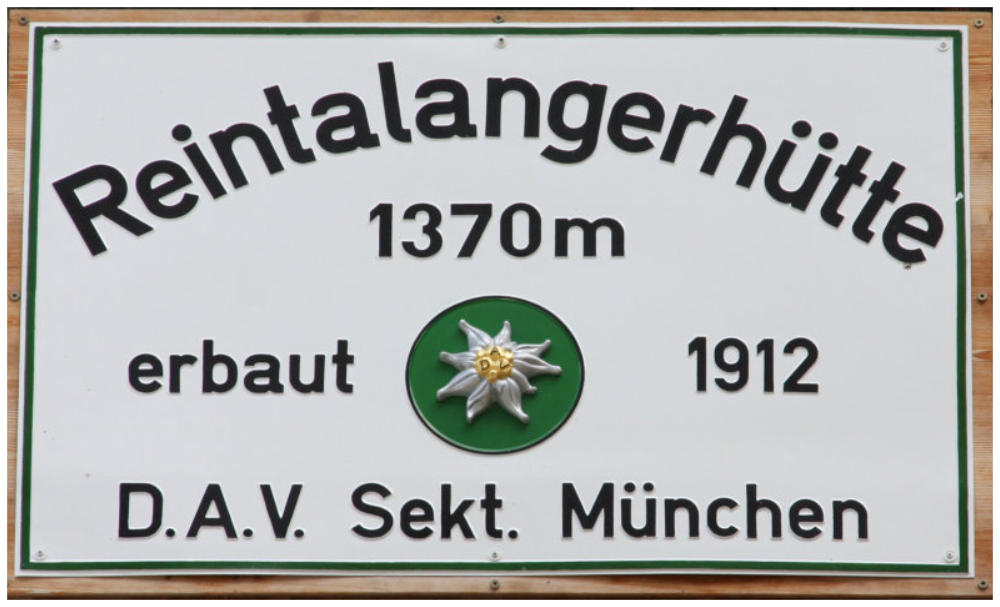 Reintalangerhütte
1370m
erbaut 1912
D.A.V. Sekt. München